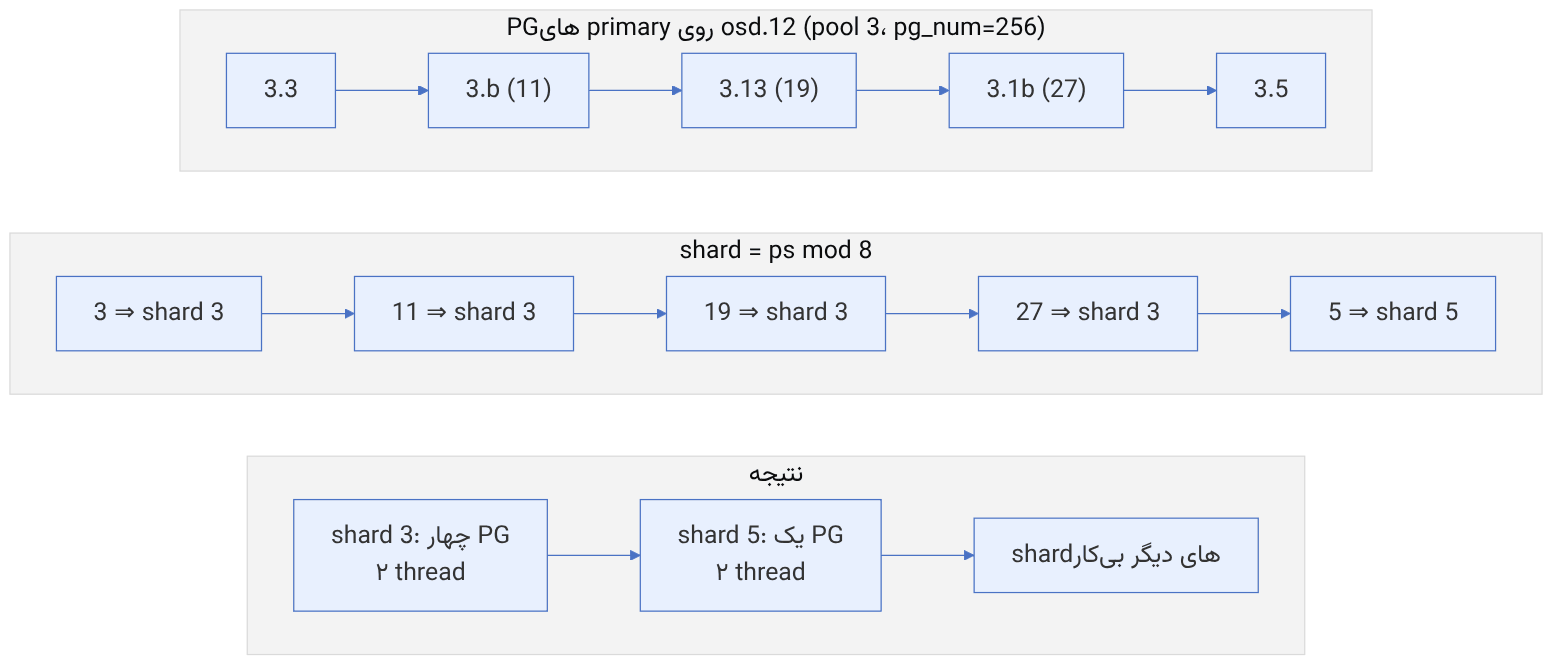 PGهای primary روی osd.12 (pool 3، pg_num=256)
3.3
3.b (11)
3.13 (19)
3.1b (27)
3.5
shard = ps mod 8
3 ⇒ shard 3
11 ⇒ shard 3
19 ⇒ shard 3
27 ⇒ shard 3
5 ⇒ shard 5
نتیجه
shard 3: چهار PG
۲ thread
shard 5: یک PG
۲ thread
shardهای دیگر بی‌کار